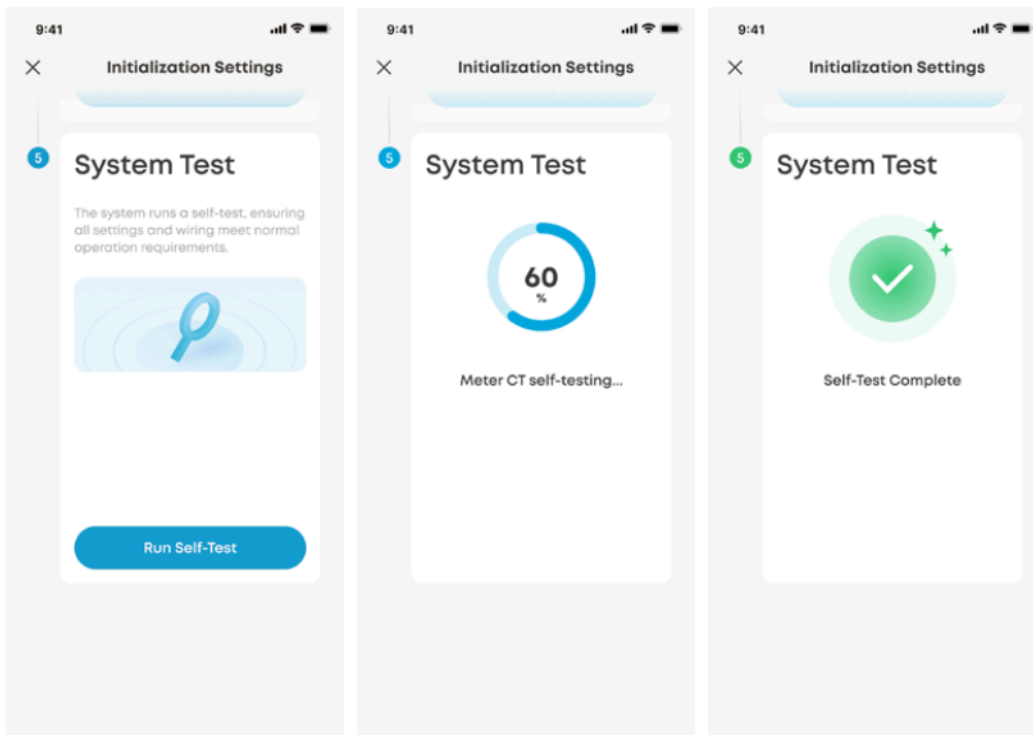 9:41
Initialization Settings
5
System Test
The system runs a self-test, ensuring
all settings and wiring meet normal
operation requirements.
Run Self-Test
9:41
Initialization Settings
5
System Test
60
%
Meter CT self-testing...
9:41
Initialization Settings
5
System Test
Self-Test Complete